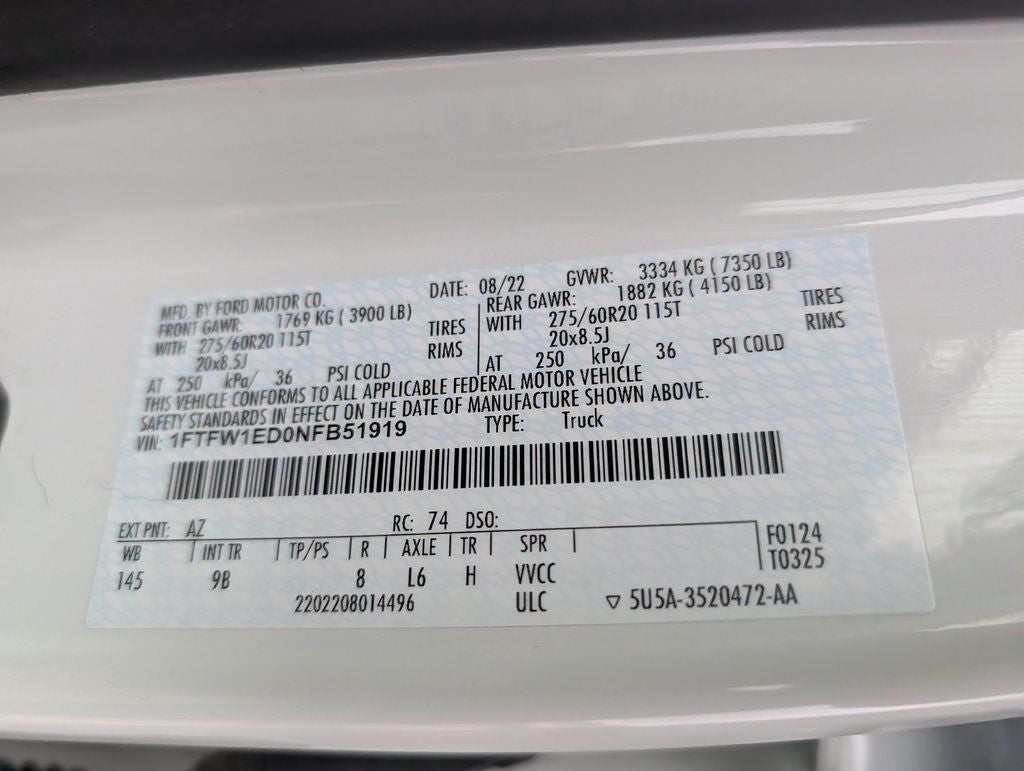 MFD. BY FORD MOTOR CO. DATE: 08/22 GVWR: 3334 KG ( 7350 LB)
FRONT GAWR: 1769 KG ( 3900 LB) REAR GAWR: 1882 KG ( 4150 LB)
WITH 275/60R20 115T TIRES WITH 275/60R20 115T TIRES
20x8.5J RIMS 20x8.5J RIMS
AT 250 kPa/ 36 PSI COLD AT 250 kPa/ 36 PSI COLD
THIS VEHICLE CONFORMS TO ALL APPLICABLE FEDERAL MOTOR VEHICLE
SAFETY STANDARDS IN EFFECT ON THE DATE OF MANUFACTURE SHOWN ABOVE.
VIN: 1FTFW1ED0NFB51919 TYPE: Truck
EXT PNT: AZ RC: 74 DSO:
WB INT TR TP/PS R AXLE TR SPR F0124
145 9B 8 L6 H VVCC T0325
2202208014496 ULC ▽ 5U5A-3520472-AA